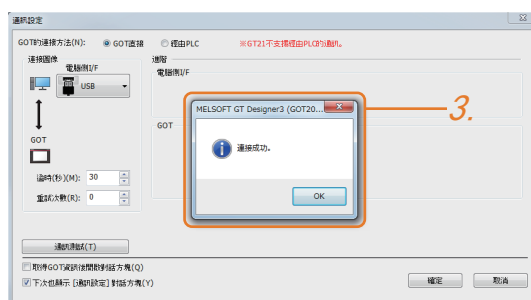 通訊設定
GOT的連接方法(N):
GOT直接
經由PLC
※GT21不支援經由PLC的通訊。
連接圖像
電腦側I/F
USB
GOT
逾時(秒)(M):
30
重試次數(R):
0
通訊測試(T)
進階
電腦側I/F
GOT
MELSOFT GT Designer3 (GOT20...
連接成功。
OK
3.
取得GOT資訊後關閉對話方塊(Q)
下次也顯示 [通訊設定] 對話方塊(Y)
確定
取消